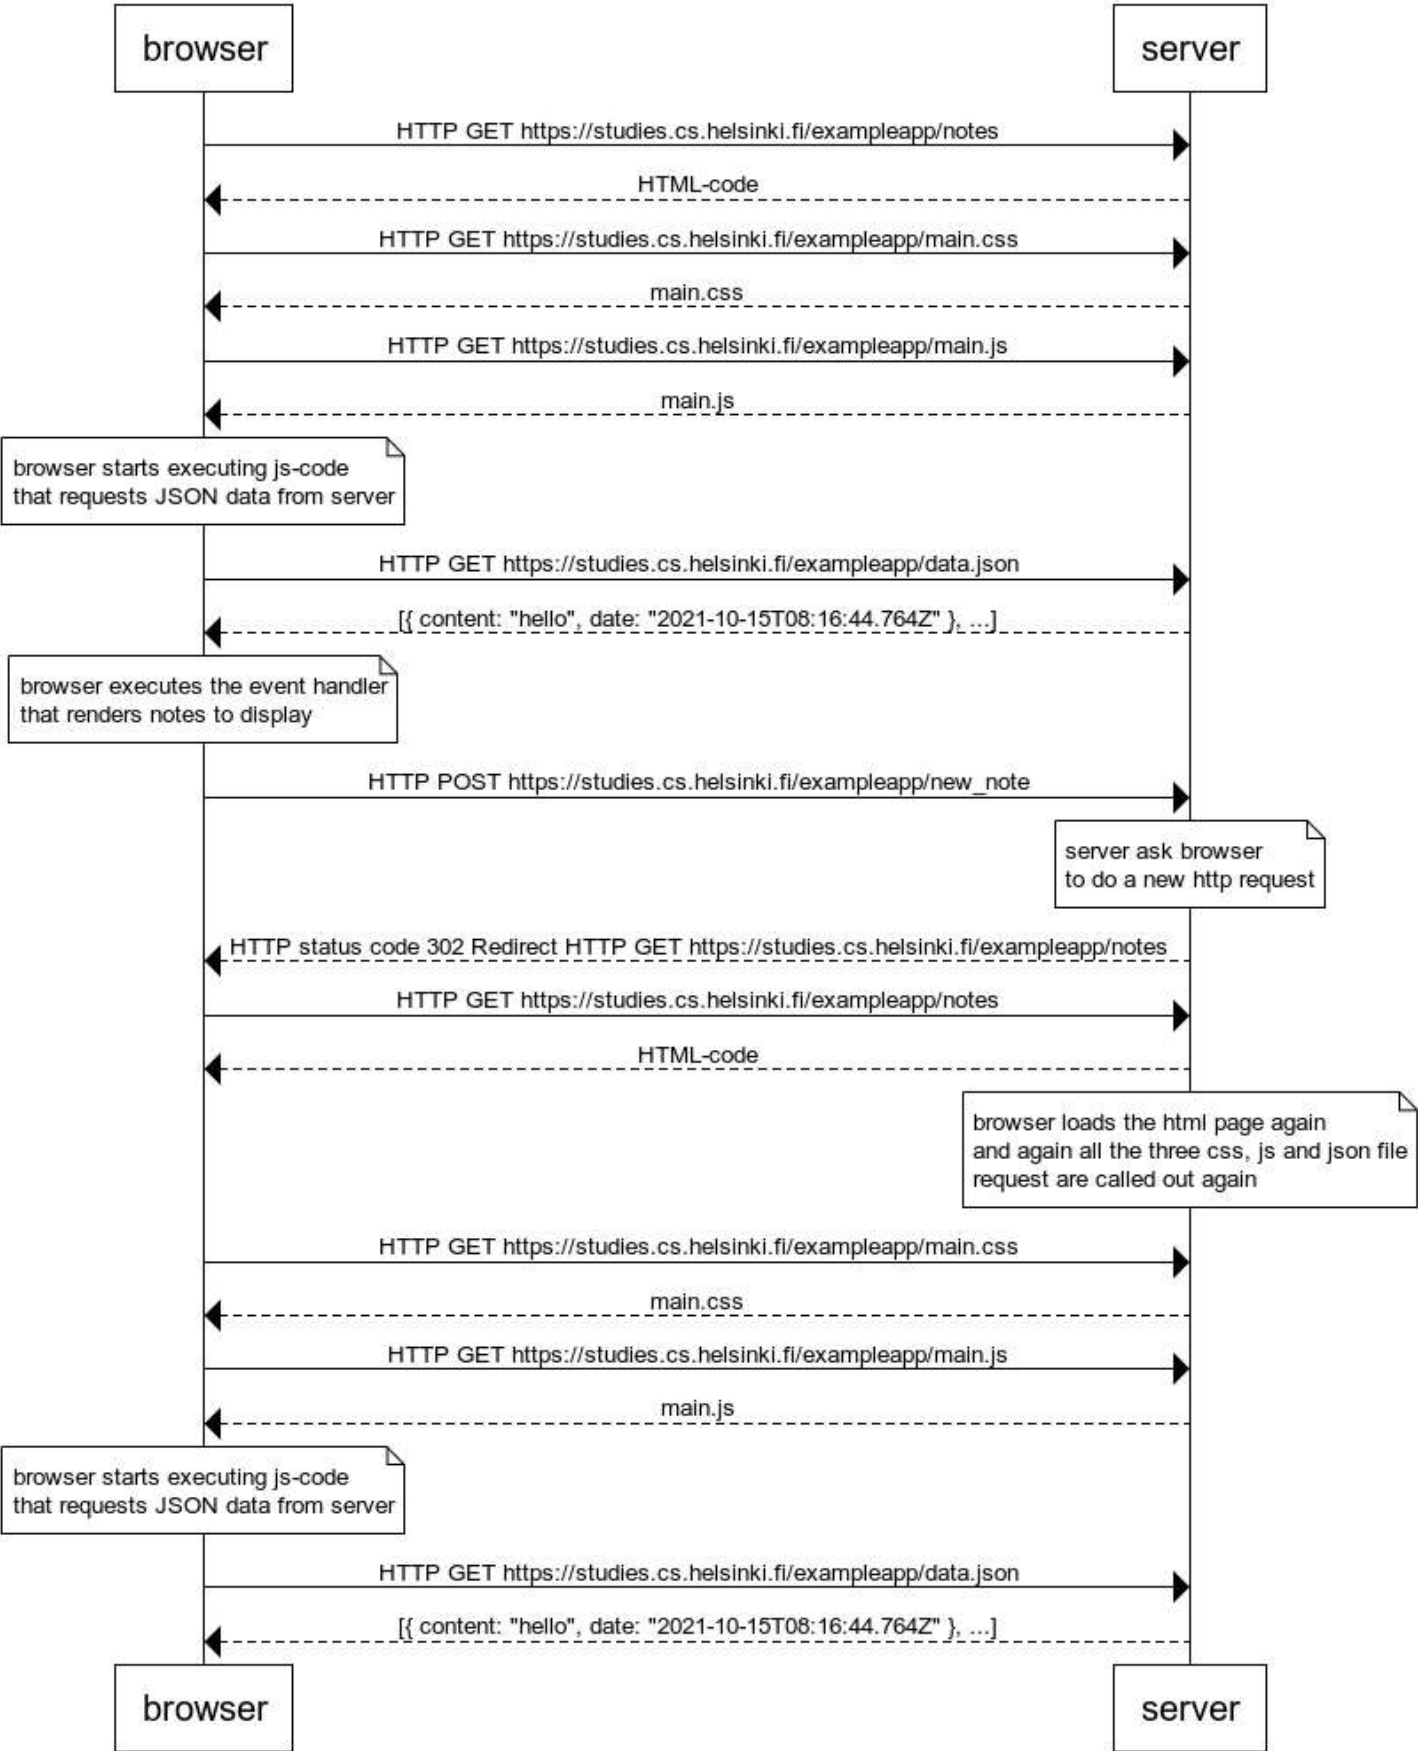 browser
server
HTTP GET https://studies.cs.helsinki.fi/exampleapp/notes
HTML-code
HTTP GET https://studies.cs.helsinki.fi/exampleapp/main.css
main.css
HTTP GET https://studies.cs.helsinki.fi/exampleapp/main.js
main.js
browser starts executing js-code
that requests JSON data from server
HTTP GET https://studies.cs.helsinki.fi/exampleapp/data.json
[{ content: "hello", date: "2021-10-15T08:16:44.764Z" }, ...]
browser executes the event handler
that renders notes to display
HTTP POST https://studies.cs.helsinki.fi/exampleapp/new_note
server ask browser
to do a new http request
HTTP status code 302 Redirect HTTP GET https://studies.cs.helsinki.fi/exampleapp/notes
HTTP GET https://studies.cs.helsinki.fi/exampleapp/notes
HTML-code
browser loads the html page again
and again all the three css, js and json file
request are called out again
HTTP GET https://studies.cs.helsinki.fi/exampleapp/main.css
main.css
HTTP GET https://studies.cs.helsinki.fi/exampleapp/main.js
main.js
browser starts executing js-code
that requests JSON data from server
HTTP GET https://studies.cs.helsinki.fi/exampleapp/data.json
[{ content: "hello", date: "2021-10-15T08:16:44.764Z" }, ...]
browser
server